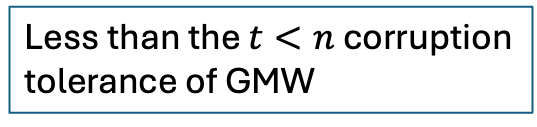 Less than the t < n corruption
tolerance of GMW